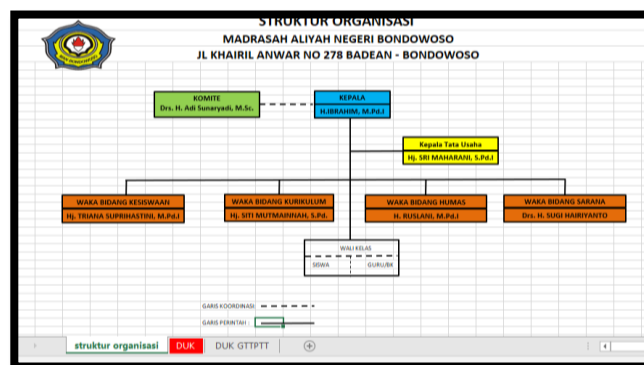 STRUKTUR ORGANISASI
MADRASAH ALIYAH NEGERI BONDOWOSO
JL KHAIRIL ANWAR NO 278 BADEAN - BONDOWOSO
KOMITE
Drs. H. Adi Sunaryadi, M.Sc.
KEPALA
H.IBRAHIM, M.Pd.I
Kepala Tata Usaha
Hj. SRI MAHARANI, S.Pd.I
WAKA BIDANG KESISWAAN
Hj. TRIANA SUPRIHASTINI, M.Pd.I
WAKA BIDANG KURIKULUM
Hj. SITI MUTMAINNAH, S.Pd.
WAKA BIDANG HUMAS
H. RUSLANI, M.Pd.I
WAKA BIDANG SARANA
Drs. H. SUGI HAIRIYANTO
WALI KELAS
SISWA
GURU/BK
GARIS KOORDINASI:
GARIS PERINTAH :
struktur organisasi
DUK
DUK GTTPTT